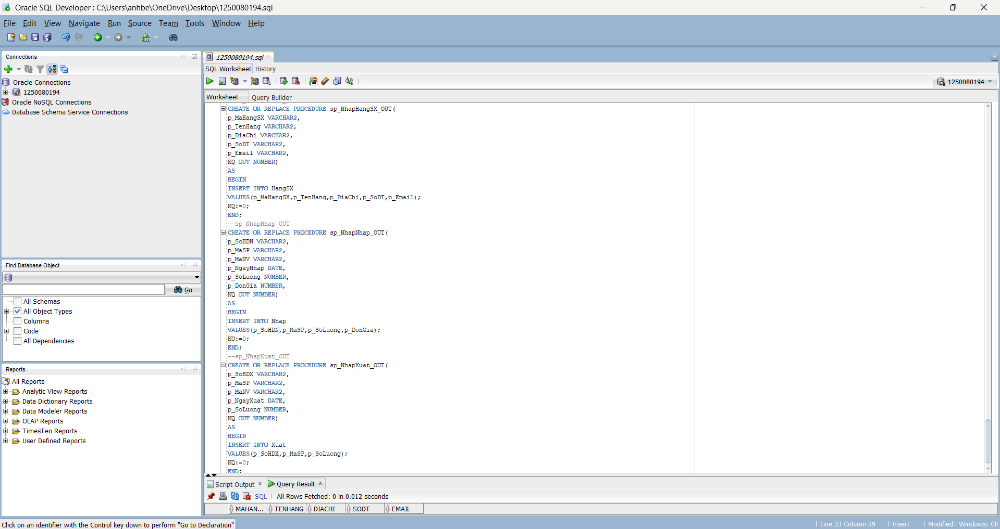 Oracle SQL Developer : C:\Users\anhbe\OneDrive\Desktop\1250080194.sql
File Edit View Navigate Run Source Team Tools Window Help
Connections
Oracle Connections
1250080194
Oracle NoSQL Connections
Database Schema Service Connections
Find Database Object
Go
All Schemas
All Object Types
Columns
Code
All Dependencies
Reports
All Reports
Analytic View Reports
Data Dictionary Reports
Data Modeler Reports
OLAP Reports
TimesTen Reports
User Defined Reports
1250080194.sql
SQL Worksheet History
1250080194
Worksheet Query Builder
CREATE OR REPLACE PROCEDURE sp_NhapHangSX_OUT(
p_MaHangSX VARCHAR2,
p_TenHang VARCHAR2,
p_DiaChi VARCHAR2,
p_SoDT VARCHAR2,
p_Email VARCHAR2,
KQ OUT NUMBER)
AS
BEGIN
INSERT INTO HangSX
VALUES(p_MaHangSX,p_TenHang,p_DiaChi,p_SoDT,p_Email);
KQ:=0;
END;
--sp_NhapNhap_OUT
CREATE OR REPLACE PROCEDURE sp_NhapNhap_OUT(
p_SoHDN VARCHAR2,
p_MaSP VARCHAR2,
p_MaNV VARCHAR2,
p_NgayNhap DATE,
p_SoLuong NUMBER,
p_DonGia NUMBER,
KQ OUT NUMBER)
AS
BEGIN
INSERT INTO Nhap
VALUES(p_SoHDN,p_MaSP,p_SoLuong,p_DonGia);
KQ:=0;
END;
--sp_NhapXuat_OUT
CREATE OR REPLACE PROCEDURE sp_NhapXuat_OUT(
p_SoHDX VARCHAR2,
p_MaSP VARCHAR2,
p_MaNV VARCHAR2,
p_NgayXuat DATE,
p_SoLuong NUMBER,
KQ OUT NUMBER)
AS
BEGIN
INSERT INTO Xuat
VALUES(p_SoHDX,p_MaSP,p_SoLuong);
KQ:=0;
END;
Script Output Query Result
SQL All Rows Fetched: 0 in 0.012 seconds
MAHAN... TENHANG DIACHI SODT EMAIL
Click on an identifier with the Control key down to perform "Go to Declaration"
Line 23 Column 29 Insert Modified Windows: CR